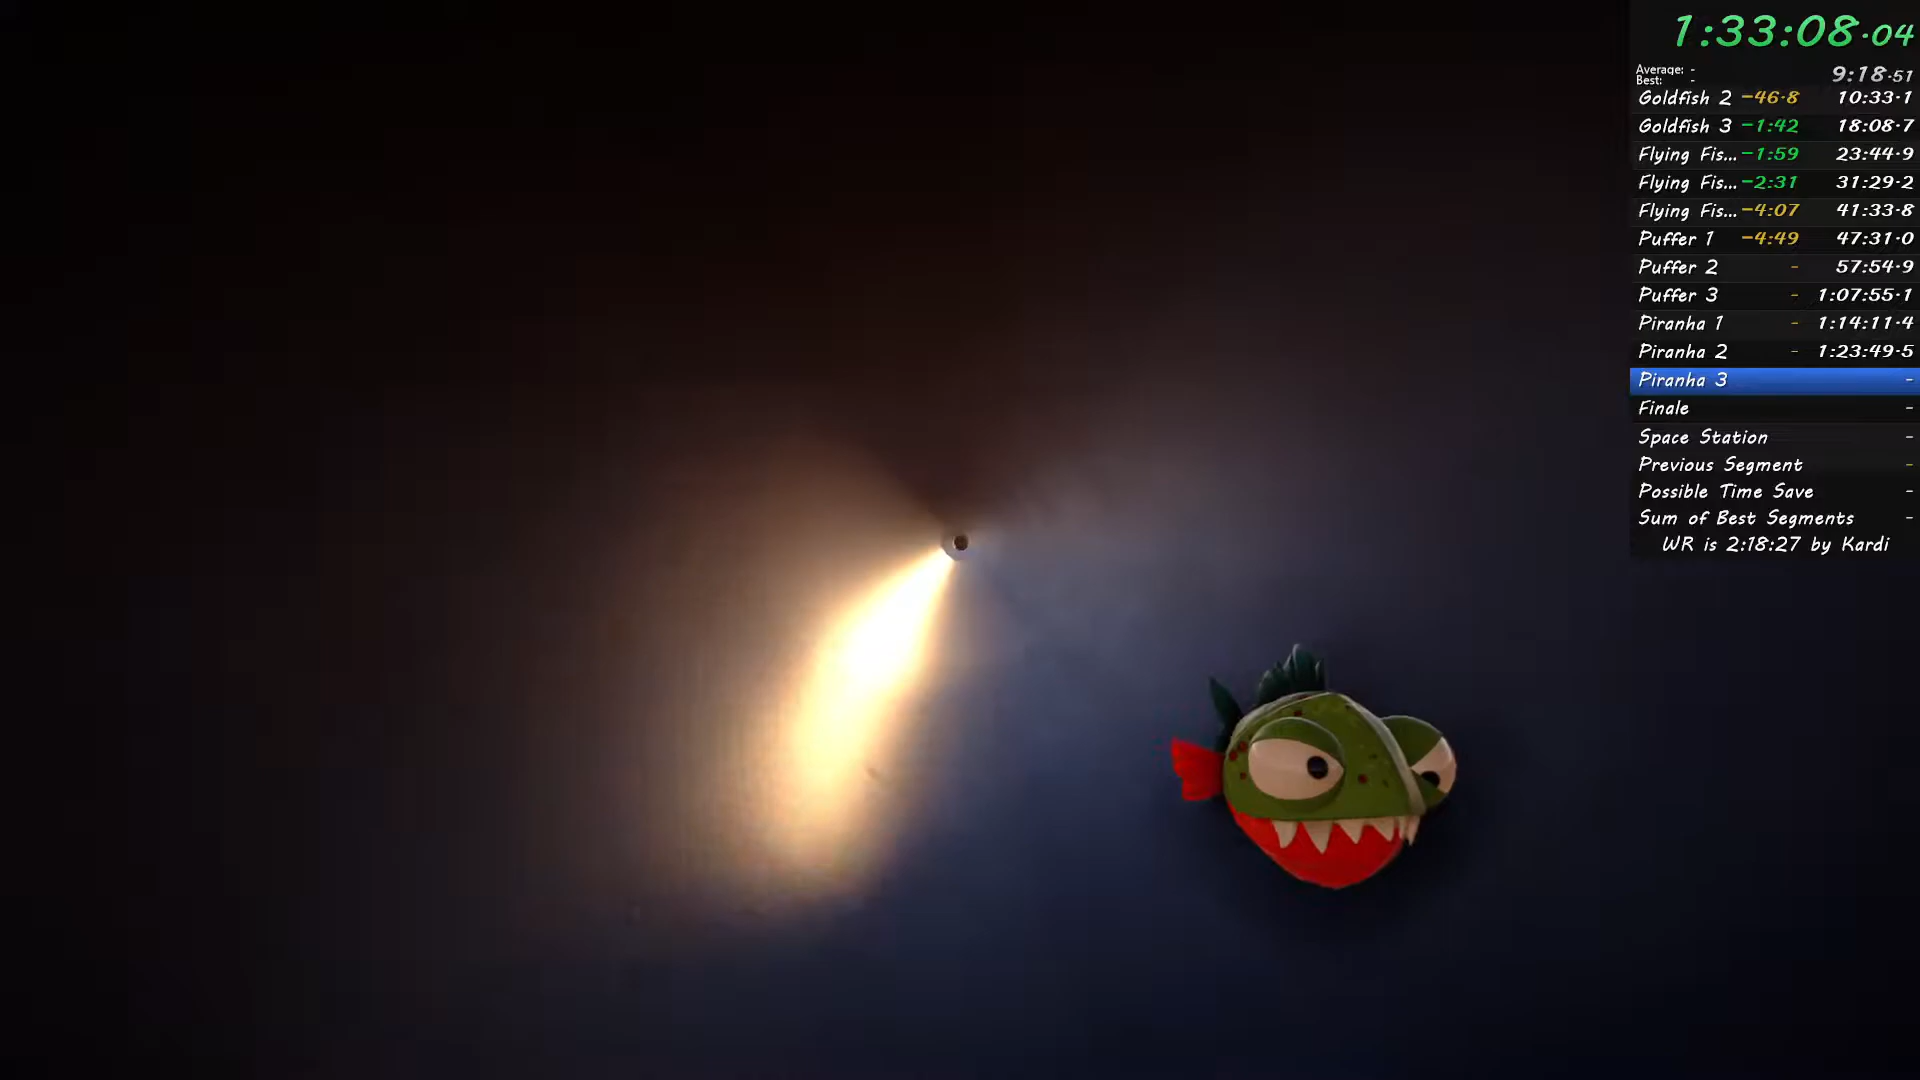 1:33:08.04
Average: - 9:18.51
Best: -
Goldfish 2 -46.8 10:33.1
Goldfish 3 -1:42 18:08.7
Flying Fis... -1:59 23:44.9
Flying Fis... -2:31 31:29.2
Flying Fis... -4:07 41:33.8
Puffer 1 -4:49 47:31.0
Puffer 2 - 57:54.9
Puffer 3 - 1:07:55.1
Piranha 1 - 1:14:11.4
Piranha 2 - 1:23:49.5
Piranha 3 -
Finale -
Space Station -
Previous Segment -
Possible Time Save -
Sum of Best Segments -
WR is 2:18:27 by Kardi